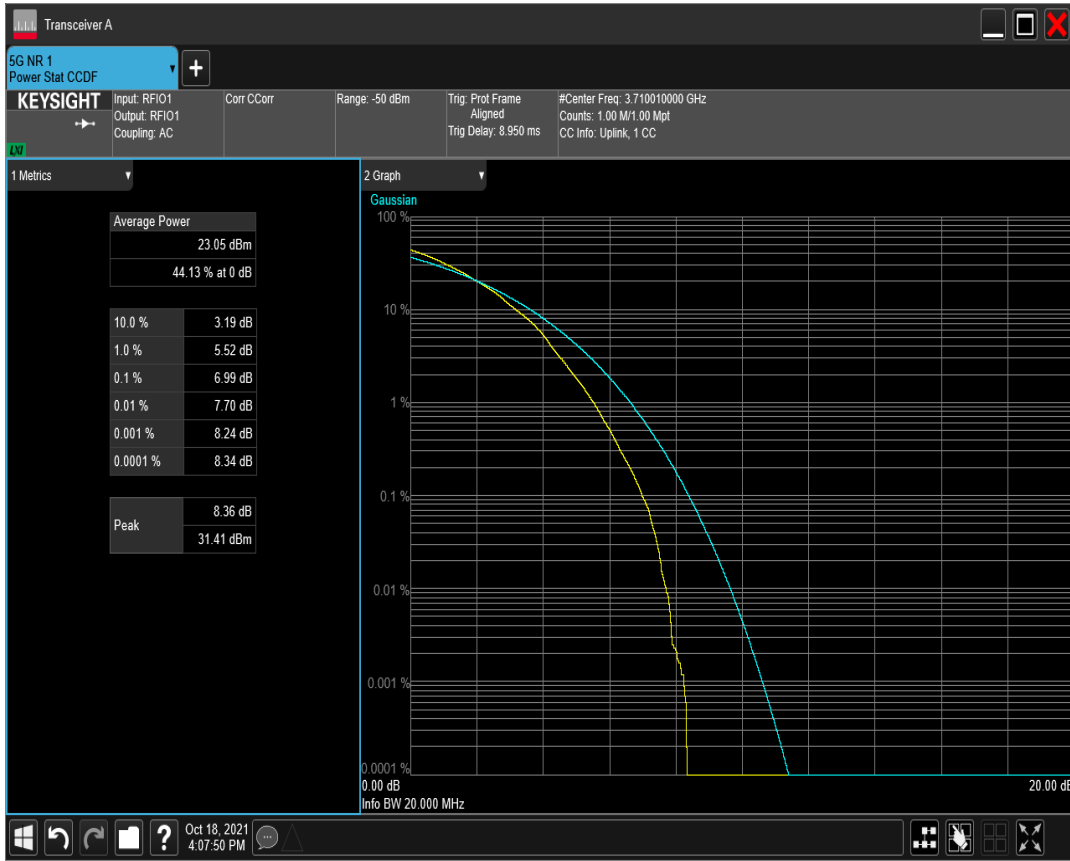 Transceiver A
5G NR 1
Power Stat CCDF
KEYSIGHT
LXI
Input: RFIO1
Output: RFIO1
Coupling: AC
Corr CCorr
Range: -50 dBm
Trig: Prot Frame
Aligned
Trig Delay: 8.950 ms
#Center Freq: 3.710010000 GHz
Counts: 1.00 M/1.00 Mpt
CC Info: Uplink, 1 CC
1 Metrics
Average Power
23.05 dBm
44.13 % at 0 dB
10.0 % 3.19 dB
1.0 % 5.52 dB
0.1 % 6.99 dB
0.01 % 7.70 dB
0.001 % 8.24 dB
0.0001 % 8.34 dB
Peak
8.36 dB
31.41 dBm
2 Graph
Gaussian
100 %
10 %
1 %
0.1 %
0.01 %
0.001 %
0.0001 %
0.00 dB 20.00 dB
Info BW 20.000 MHz
Oct 18, 2021
4:07:50 PM